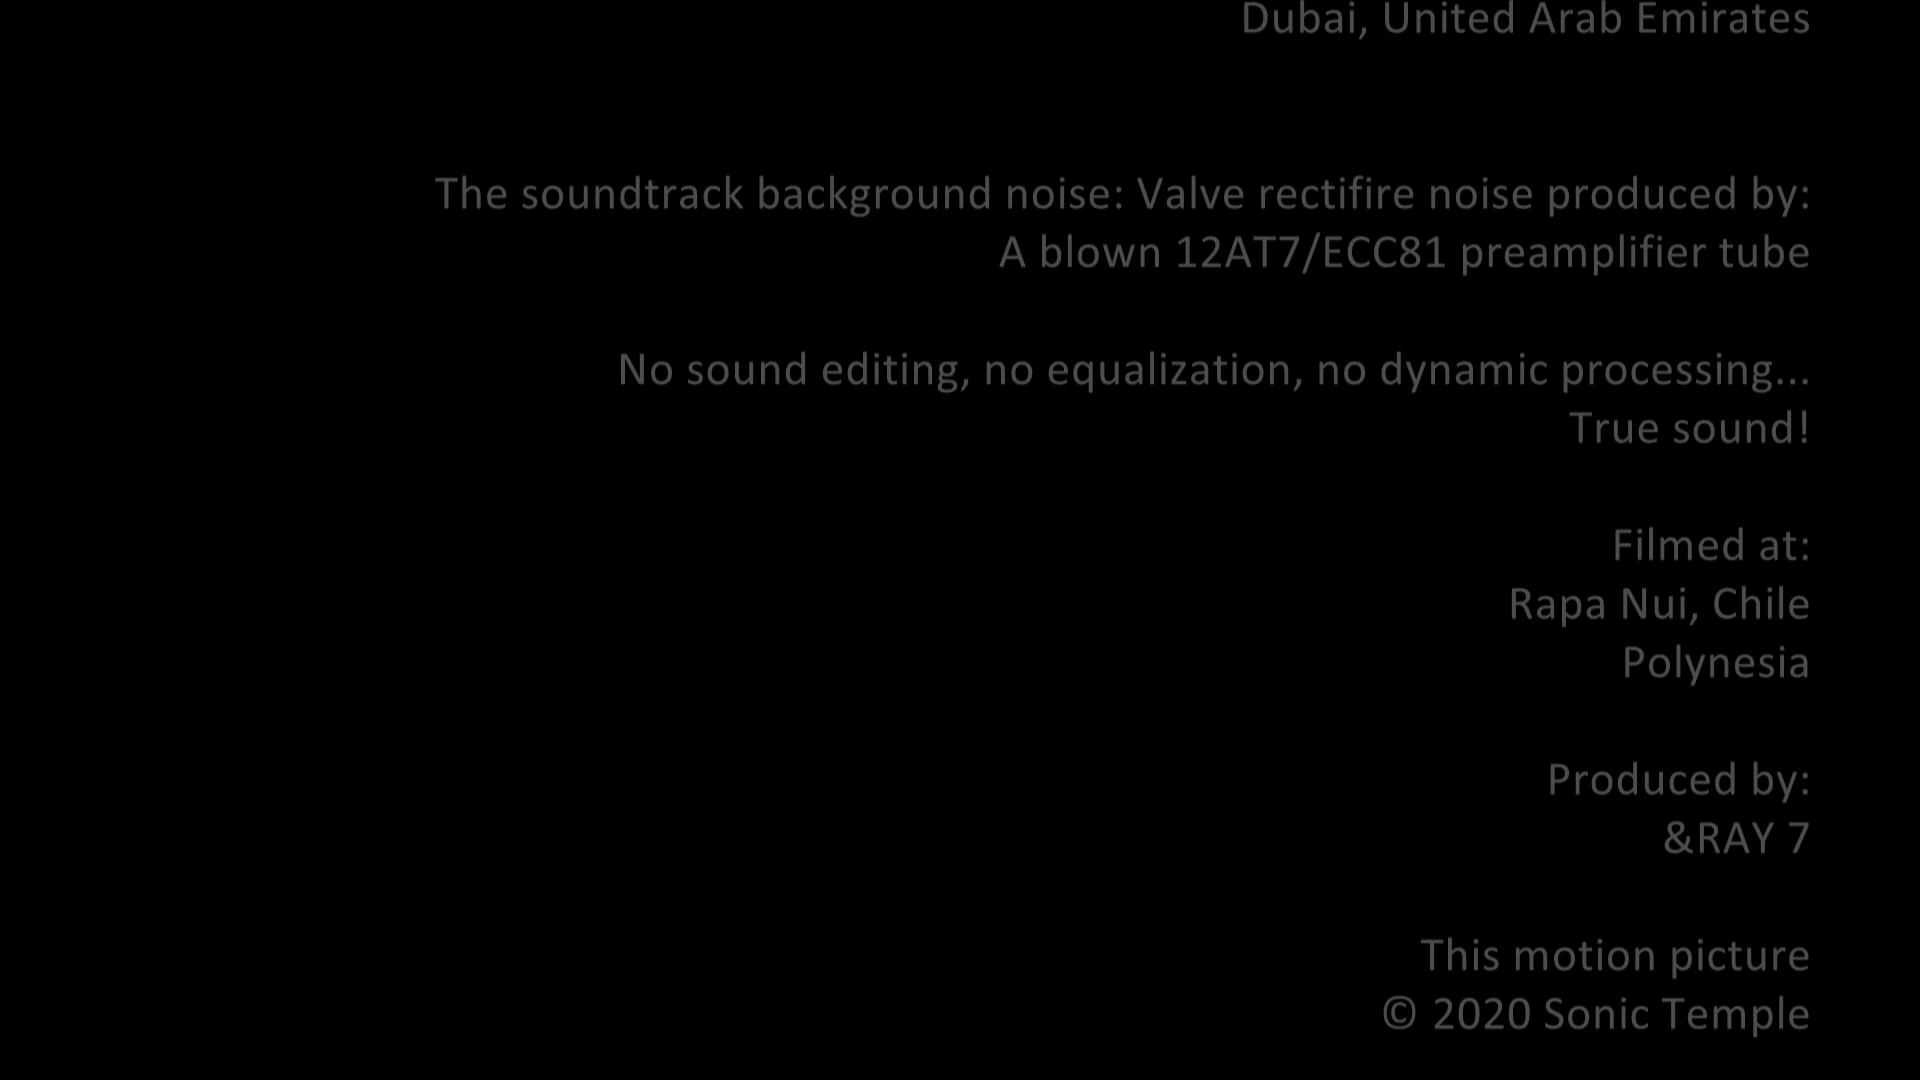 Dubai, United Arab Emirates
The soundtrack background noise: Valve rectifire noise produced by:
A blown 12AT7/ECC81 preamplifier tube
No sound editing, no equalization, no dynamic processing...
True sound!
Filmed at:
Rapa Nui, Chile
Polynesia
Produced by:
&RAY 7
This motion picture
© 2020 Sonic Temple